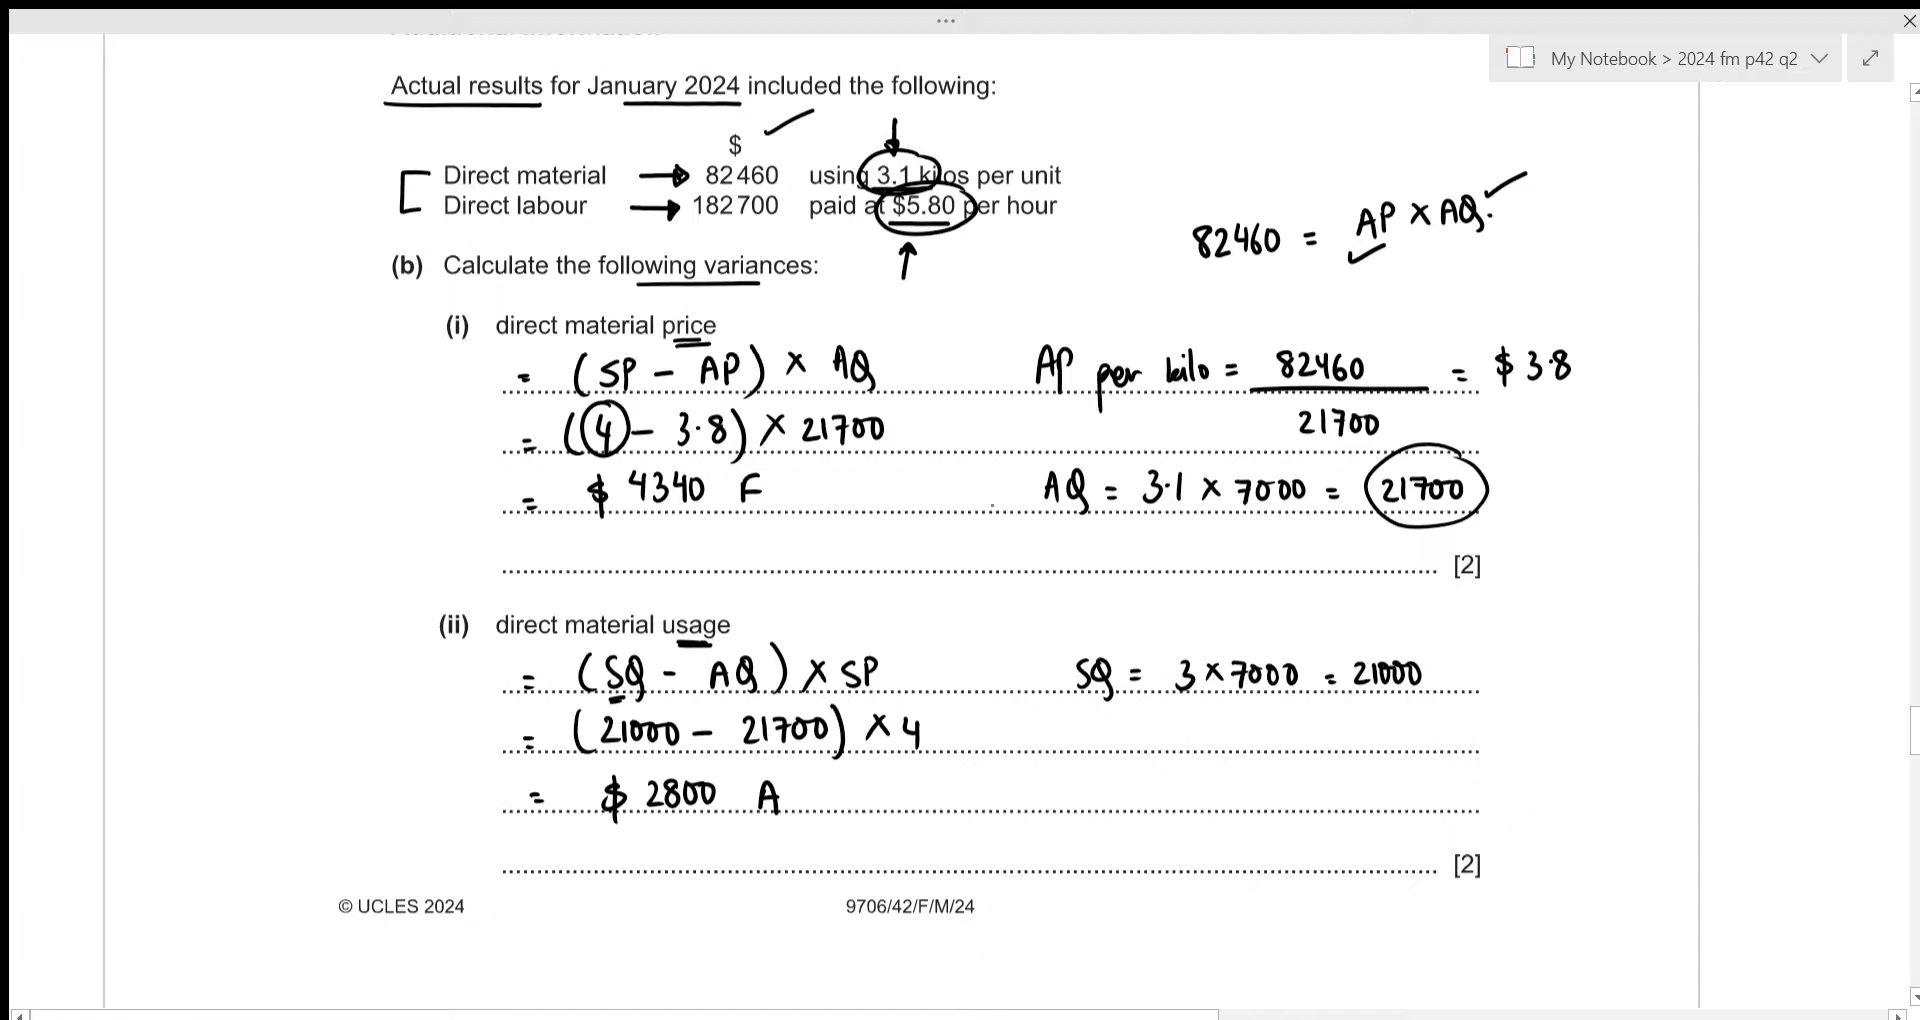 My Notebook > 2024 fm p42 q2
Actual results for January 2024 included the following:
$
Direct material → 82 460 using 3.1 kilos per unit
Direct labour → 182 700 paid at $5.80 per hour
82460 = AP × AQ.
(b) Calculate the following variances:
(i) direct material price
= (SP – AP) × AQ
AP per kilo = 82460 / 21700 = $ 3.8
= (4 – 3.8) × 21700
= $ 4340 F
AQ = 3.1 × 7000 = 21700
[2]
(ii) direct material usage
= (SQ - AQ) × SP
SQ = 3 × 7000 = 21000
= (21000 – 21700) × 4
= $ 2800 A
[2]
© UCLES 2024 9706/42/F/M/24